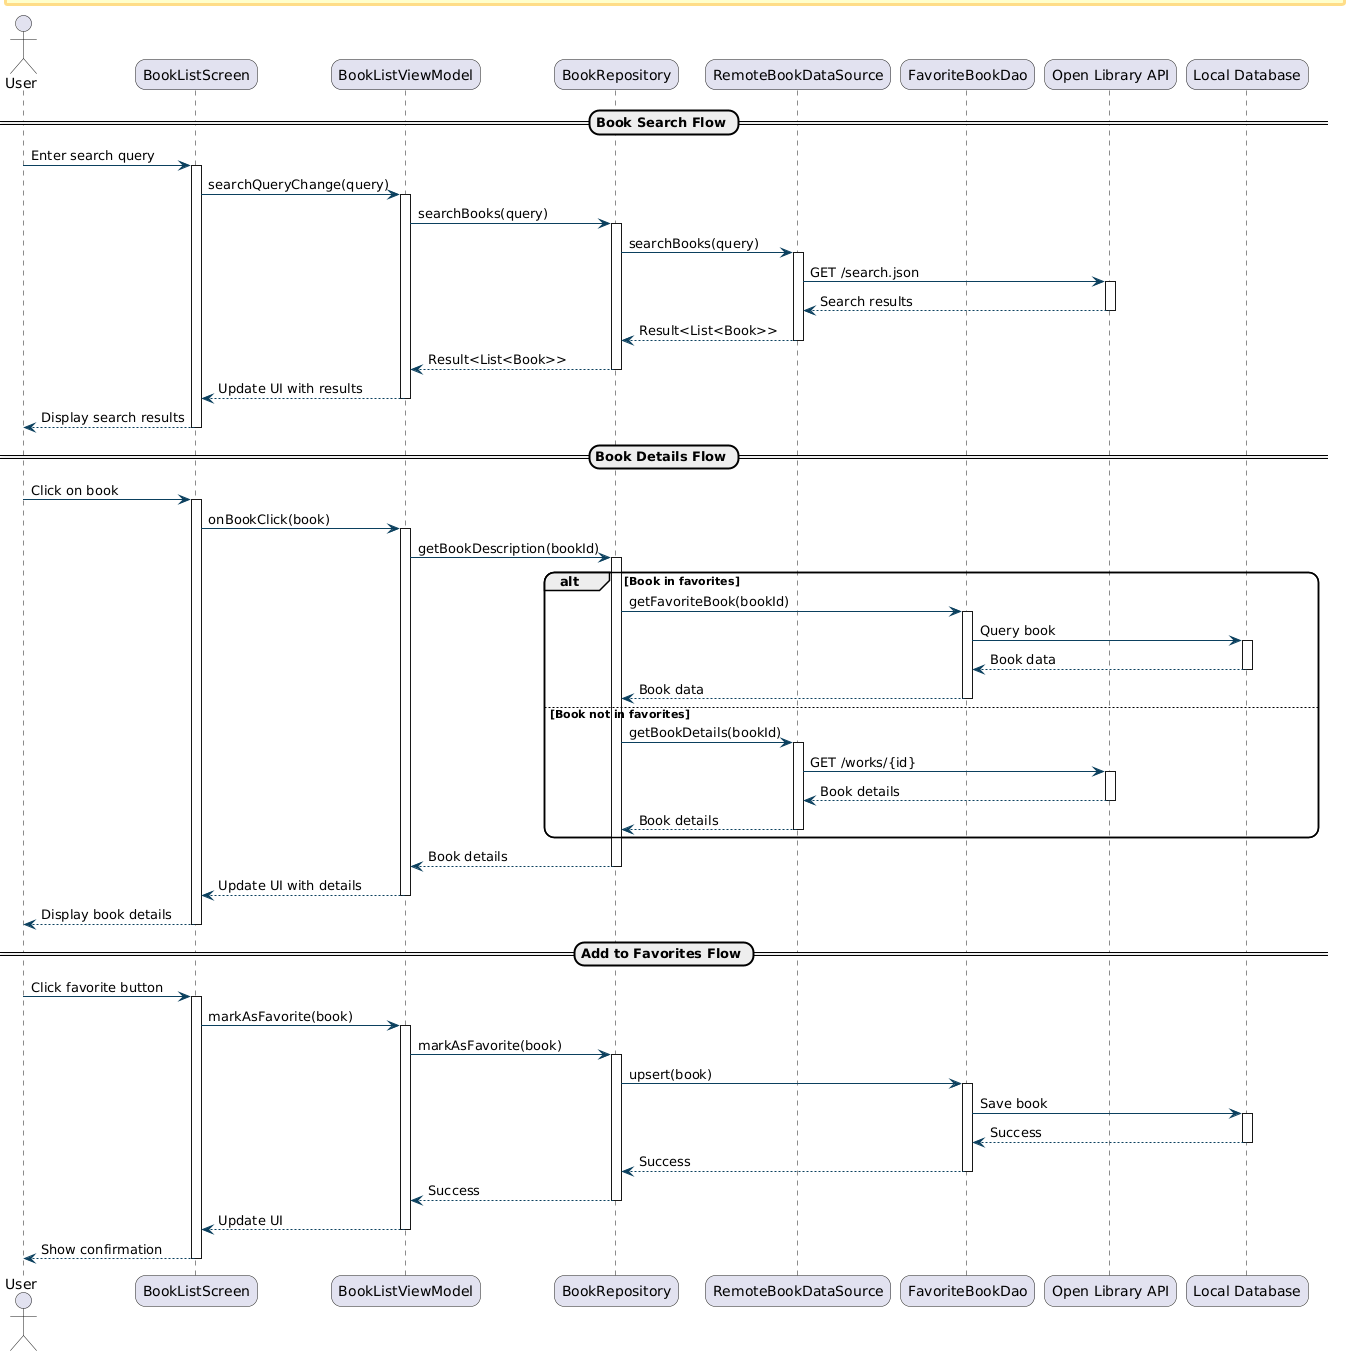 User
BookListScreen
BookListViewModel
BookRepository
RemoteBookDataSource
FavoriteBookDao
Open Library API
Local Database
Book Search Flow
Enter search query
searchQueryChange(query)
searchBooks(query)
searchBooks(query)
GET /search.json
Search results
Result<List<Book>>
Result<List<Book>>
Update UI with results
Display search results
Book Details Flow
Click on book
onBookClick(book)
getBookDescription(bookId)
alt
[Book in favorites]
getFavoriteBook(bookId)
Query book
Book data
Book data
[Book not in favorites]
getBookDetails(bookId)
GET /works/{id}
Book details
Book details
Book details
Update UI with details
Display book details
Add to Favorites Flow
Click favorite button
markAsFavorite(book)
markAsFavorite(book)
upsert(book)
Save book
Success
Success
Success
Update UI
Show confirmation
User
BookListScreen
BookListViewModel
BookRepository
RemoteBookDataSource
FavoriteBookDao
Open Library API
Local Database